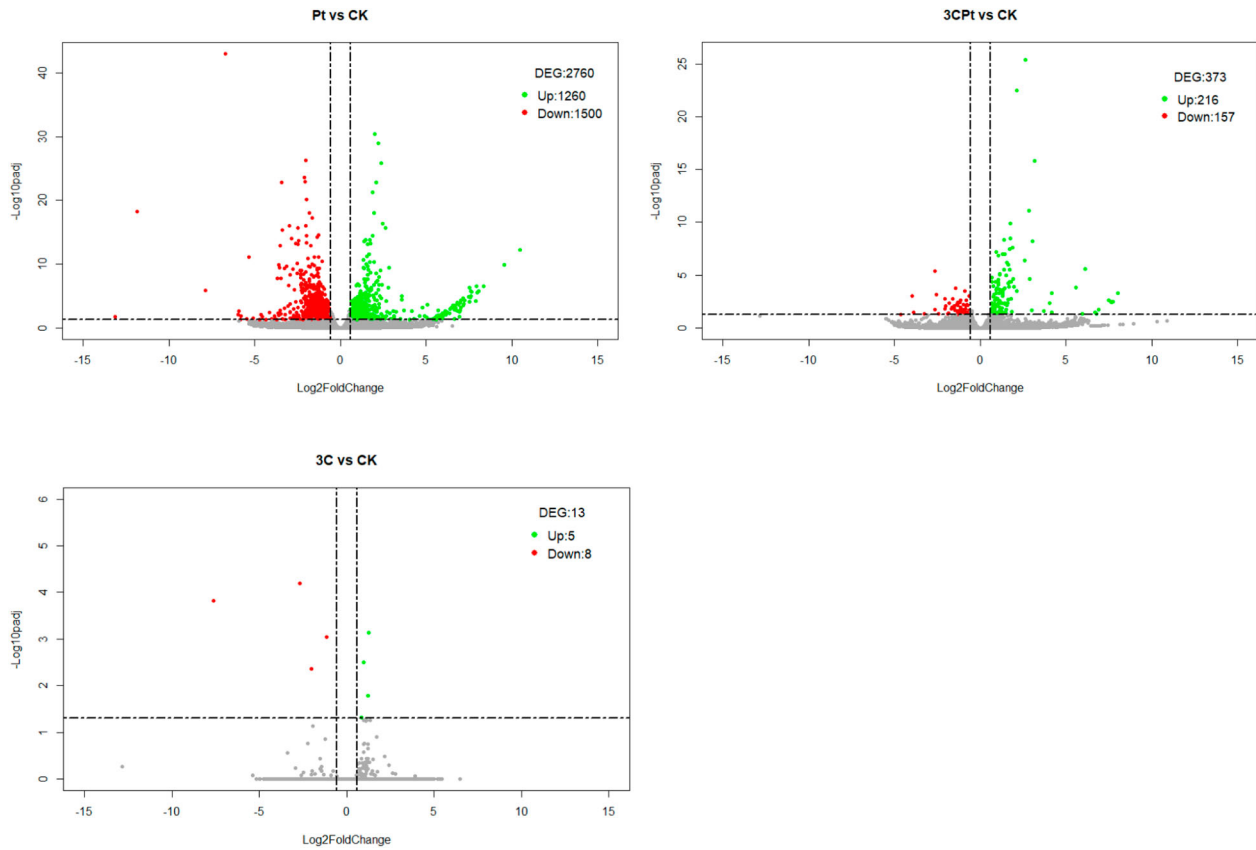 Pt vs CK
DEG:2760
Up:1260
Down:1500
40
30
20
10
0
-Log10padj
-15
-10
-5
0
5
10
15
Log2FoldChange
3CPt vs CK
DEG:373
Up:216
Down:157
25
20
15
10
5
0
-Log10padj
-15
-10
-5
0
5
10
15
Log2FoldChange
3C vs CK
DEG:13
Up:5
Down:8
6
5
4
3
2
1
0
-Log10padj
-15
-10
-5
0
5
10
15
Log2FoldChange